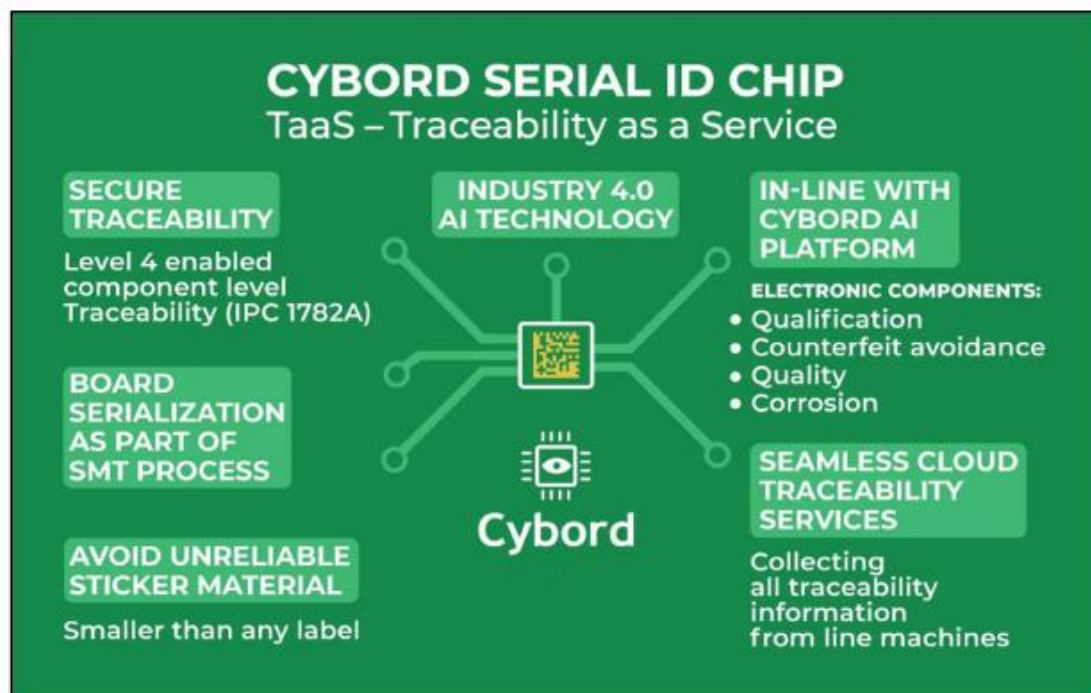 CYBORD SERIAL ID CHIP
TaaS – Traceability as a Service
SECURE
TRACEABILITY
Level 4 enabled
component level
Traceability (IPC 1782A)
BOARD
SERIALIZATION
AS PART OF
SMT PROCESS
AVOID UNRELIABLE
STICKER MATERIAL
Smaller than any label
INDUSTRY 4.0
AI TECHNOLOGY
Cybord
IN-LINE WITH
CYBORD AI
PLATFORM
ELECTRONIC COMPONENTS:
• Qualification
• Counterfeit avoidance
• Quality
• Corrosion
SEAMLESS CLOUD
TRACEABILITY
SERVICES
Collecting
all traceability
information
from line machines